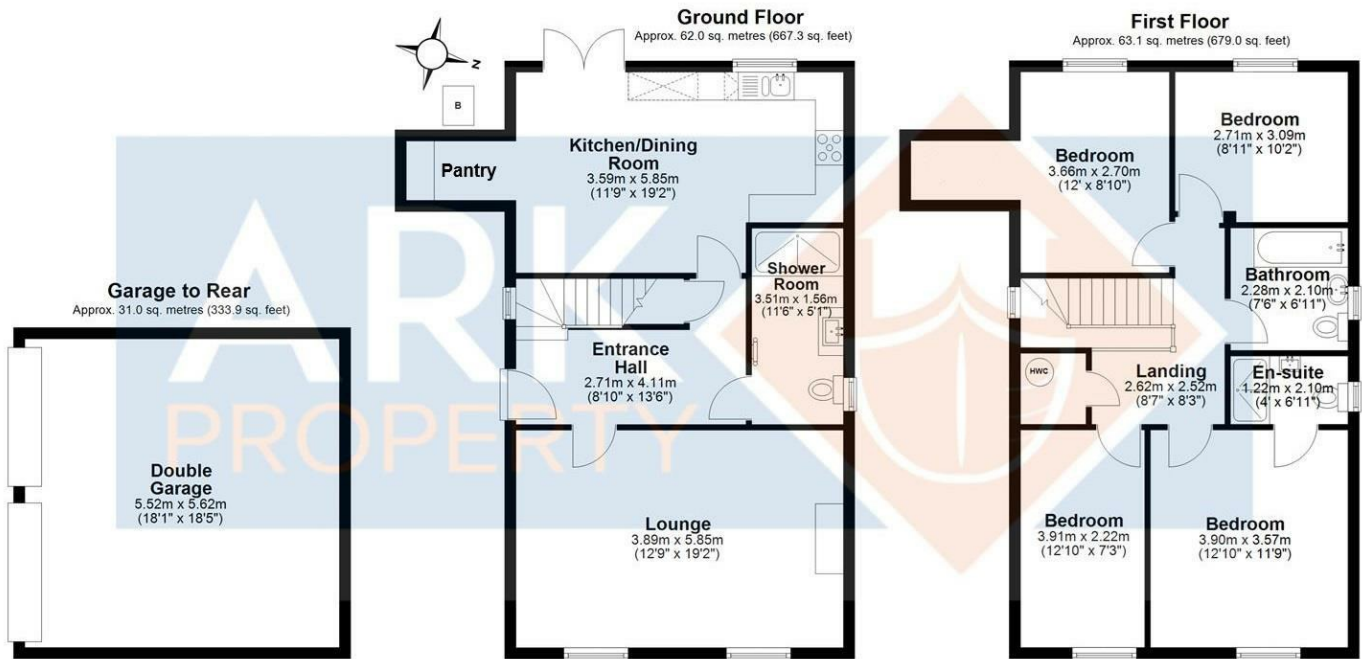 Ground Floor
Approx. 62.0 sq. metres (667.3 sq. feet)
First Floor
Approx. 63.1 sq. metres (679.0 sq. feet)
N
B
Pantry
Kitchen/Dining
Room
3.59m x 5.85m
(11'9" x 19'2")
Bedroom
3.66m x 2.70m
(12' x 8'10")
Bedroom
2.71m x 3.09m
(8'11" x 10'2")
Garage to Rear
Approx. 31.0 sq. metres (333.9 sq. feet)
Shower
Room
3.51m x 1.56m
(11'6" x 5'1")
Bathroom
2.28m x 2.10m
(7'6" x 6'11")
Entrance
Hall
2.71m x 4.11m
(8'10" x 13'6")
HWC
Landing
2.62m x 2.52m
(8'7" x 8'3")
En-suite
1.22m x 2.10m
(4' x 6'11")
Double
Garage
5.52m x 5.62m
(18'1" x 18'5")
Lounge
3.89m x 5.85m
(12'9" x 19'2")
Bedroom
3.91m x 2.22m
(12'10" x 7'3")
Bedroom
3.90m x 3.57m
(12'10" x 11'9")
ARK
PROPERTY